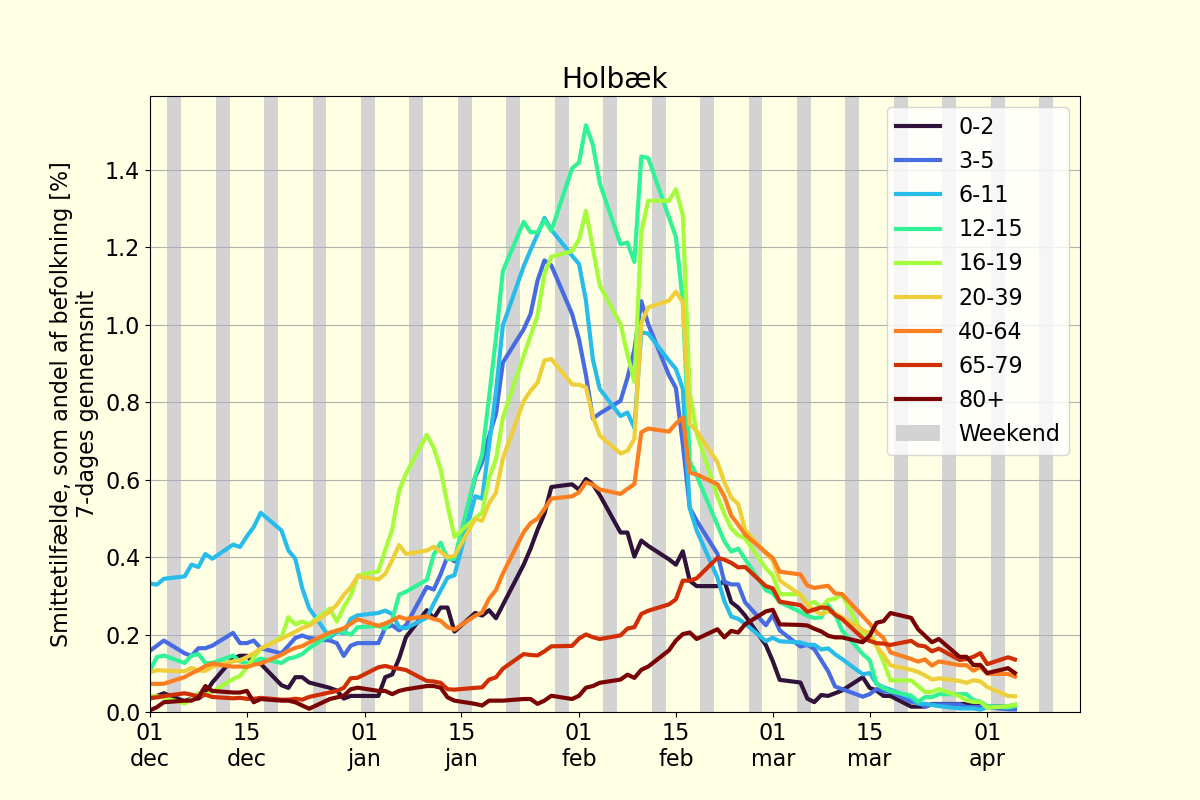 Holbæk
Smittetilfælde, som andel af befolkning [%]
7-dages gennemsnit
1.4
1.2
1.0
0.8
0.6
0.4
0.2
0.0
01 dec
15 dec
01 jan
15 jan
01 feb
15 feb
01 mar
15 mar
01 apr
0-2
3-5
6-11
12-15
16-19
20-39
40-64
65-79
80+
Weekend